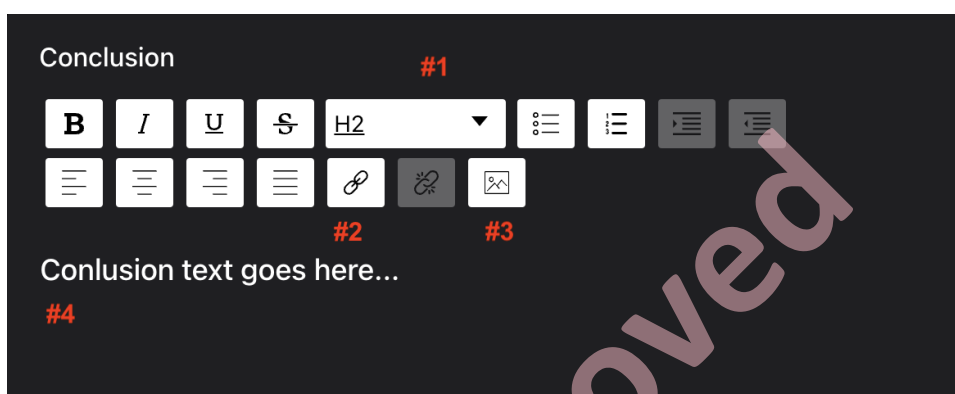 Conclusion
#1
B I U S H2
#2 #3
Conlusion text goes here...
#4
oved